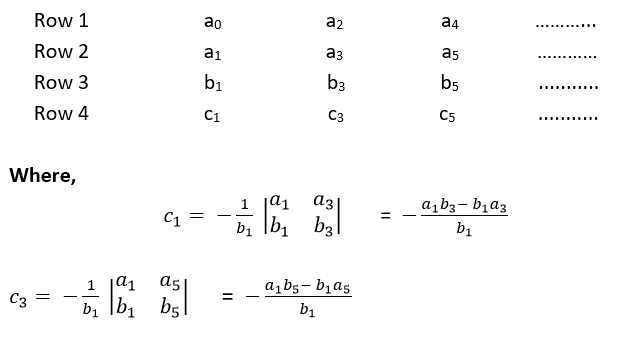 Row 1 a₀ a₂ a₄ ............
Row 2 a₁ a₃ a₅ ............
Row 3 b₁ b₃ b₅ ...........
Row 4 c₁ c₃ c₅ ...........
Where,
c₁ = − 1/b₁ |a₁ a₃; b₁ b₃| = − (a₁b₃− b₁a₃)/b₁
c₃ = − 1/b₁ |a₁ a₅; b₁ b₅| = − (a₁b₅− b₁a₅)/b₁